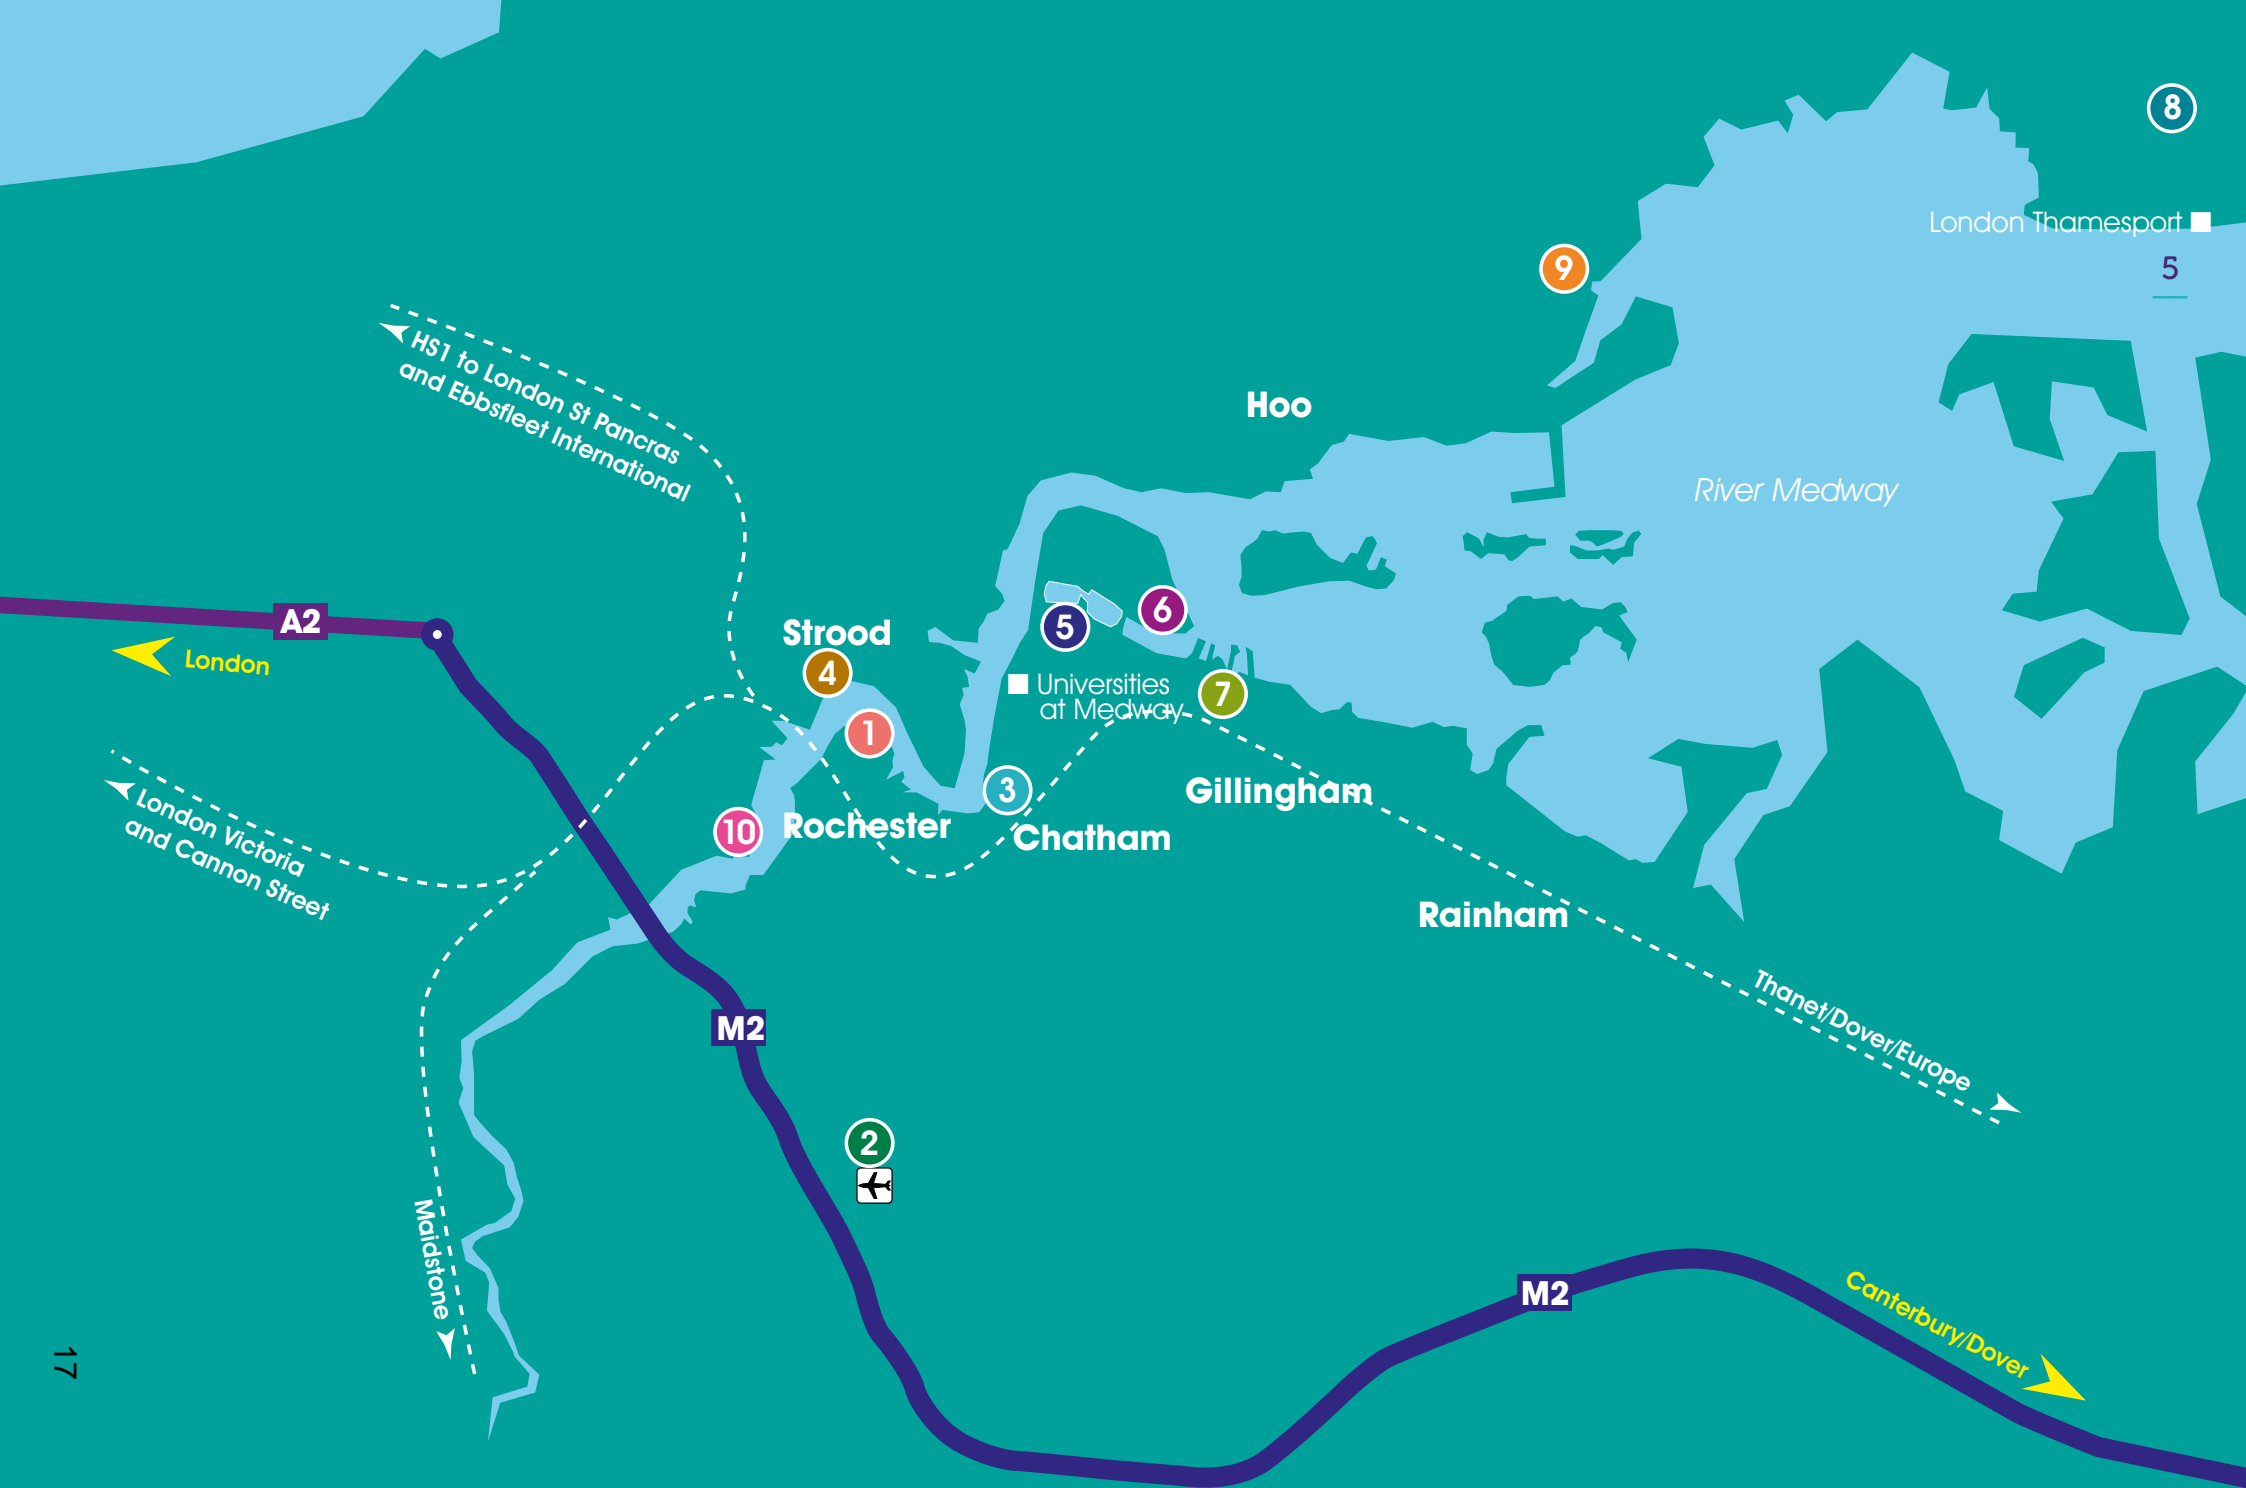 8
London Thamesport
5
9
HS1 to London St Pancras
and Ebbsfleet International
Hoo
River Medway
A2
London
Strood
4
5
6
Universities
at Medway
7
1
3
Gillingham
London Victoria
and Cannon Street
10
Rochester
Chatham
Rainham
Thanet/Dover/Europe
M2
2
Maidstone
M2
Canterbury/Dover
17